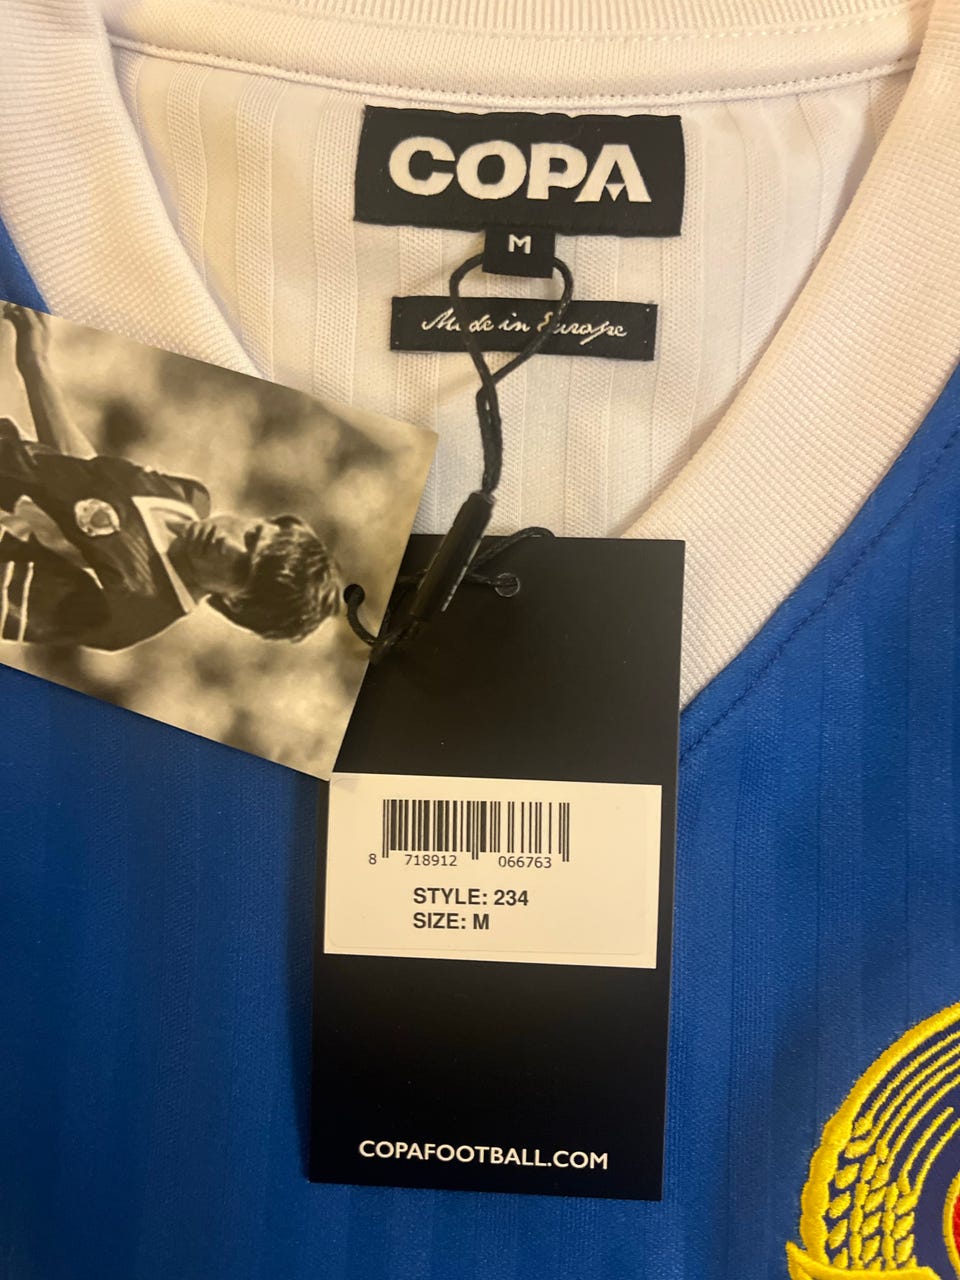 COPA
M
Made in Europe
8 718912 066763
STYLE: 234
SIZE: M
COPAFOOTBALL.COM